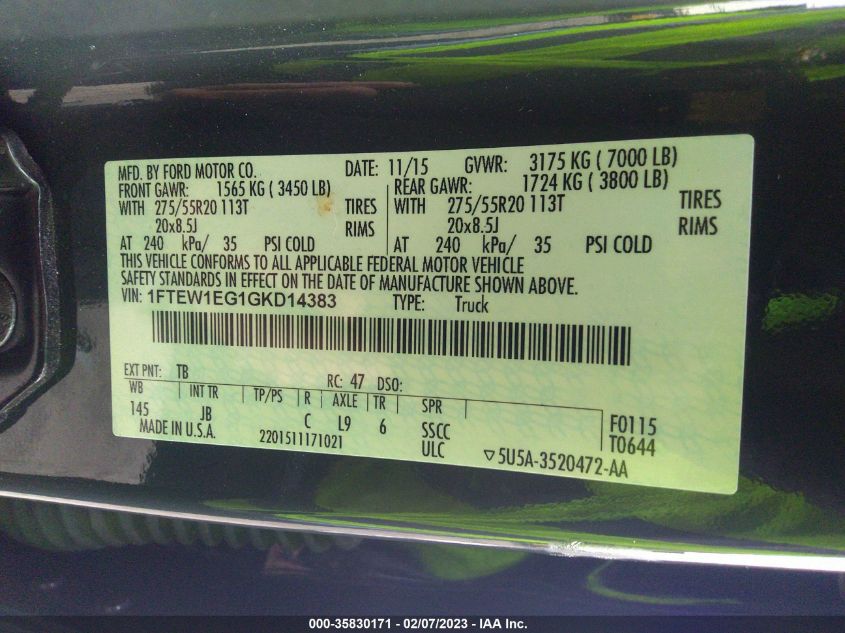 MFD. BY FORD MOTOR CO. DATE: 11/15 GVWR: 3175 KG ( 7000 LB)
FRONT GAWR: 1565 KG ( 3450 LB) REAR GAWR: 1724 KG ( 3800 LB)
WITH 275/55R20 113T TIRES WITH 275/55R20 113T TIRES
20x8.5J RIMS 20x8.5J RIMS
AT 240 kPa/ 35 PSI COLD AT 240 kPa/ 35 PSI COLD
THIS VEHICLE CONFORMS TO ALL APPLICABLE FEDERAL MOTOR VEHICLE
SAFETY STANDARDS IN EFFECT ON THE DATE OF MANUFACTURE SHOWN ABOVE.
VIN: 1FTEW1EG1GKD14383 TYPE: Truck
EXT PNT: TB RC: 47 DSO:
WB INT TR TP/PS R AXLE TR SPR
145 JB C L9 6 SSCC F0115
MADE IN U.S.A. 2201511171021 ULC ▽5U5A-3520472-AA T0644
000-35830171 - 02/07/2023 - IAA Inc.